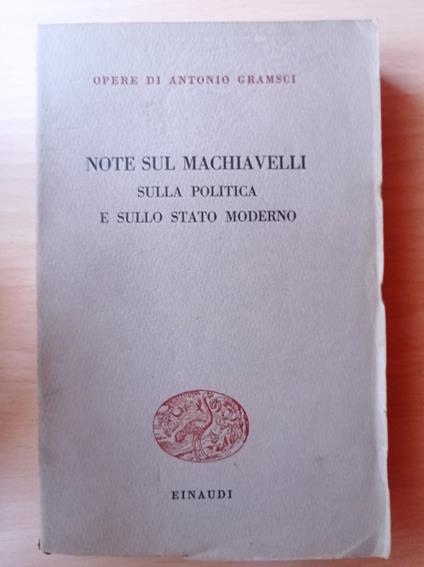 OPERE DI ANTONIO GRAMSCI
NOTE SUL MACHIAVELLI
SULLA POLITICA
E SULLO STATO MODERNO
EINAUDI